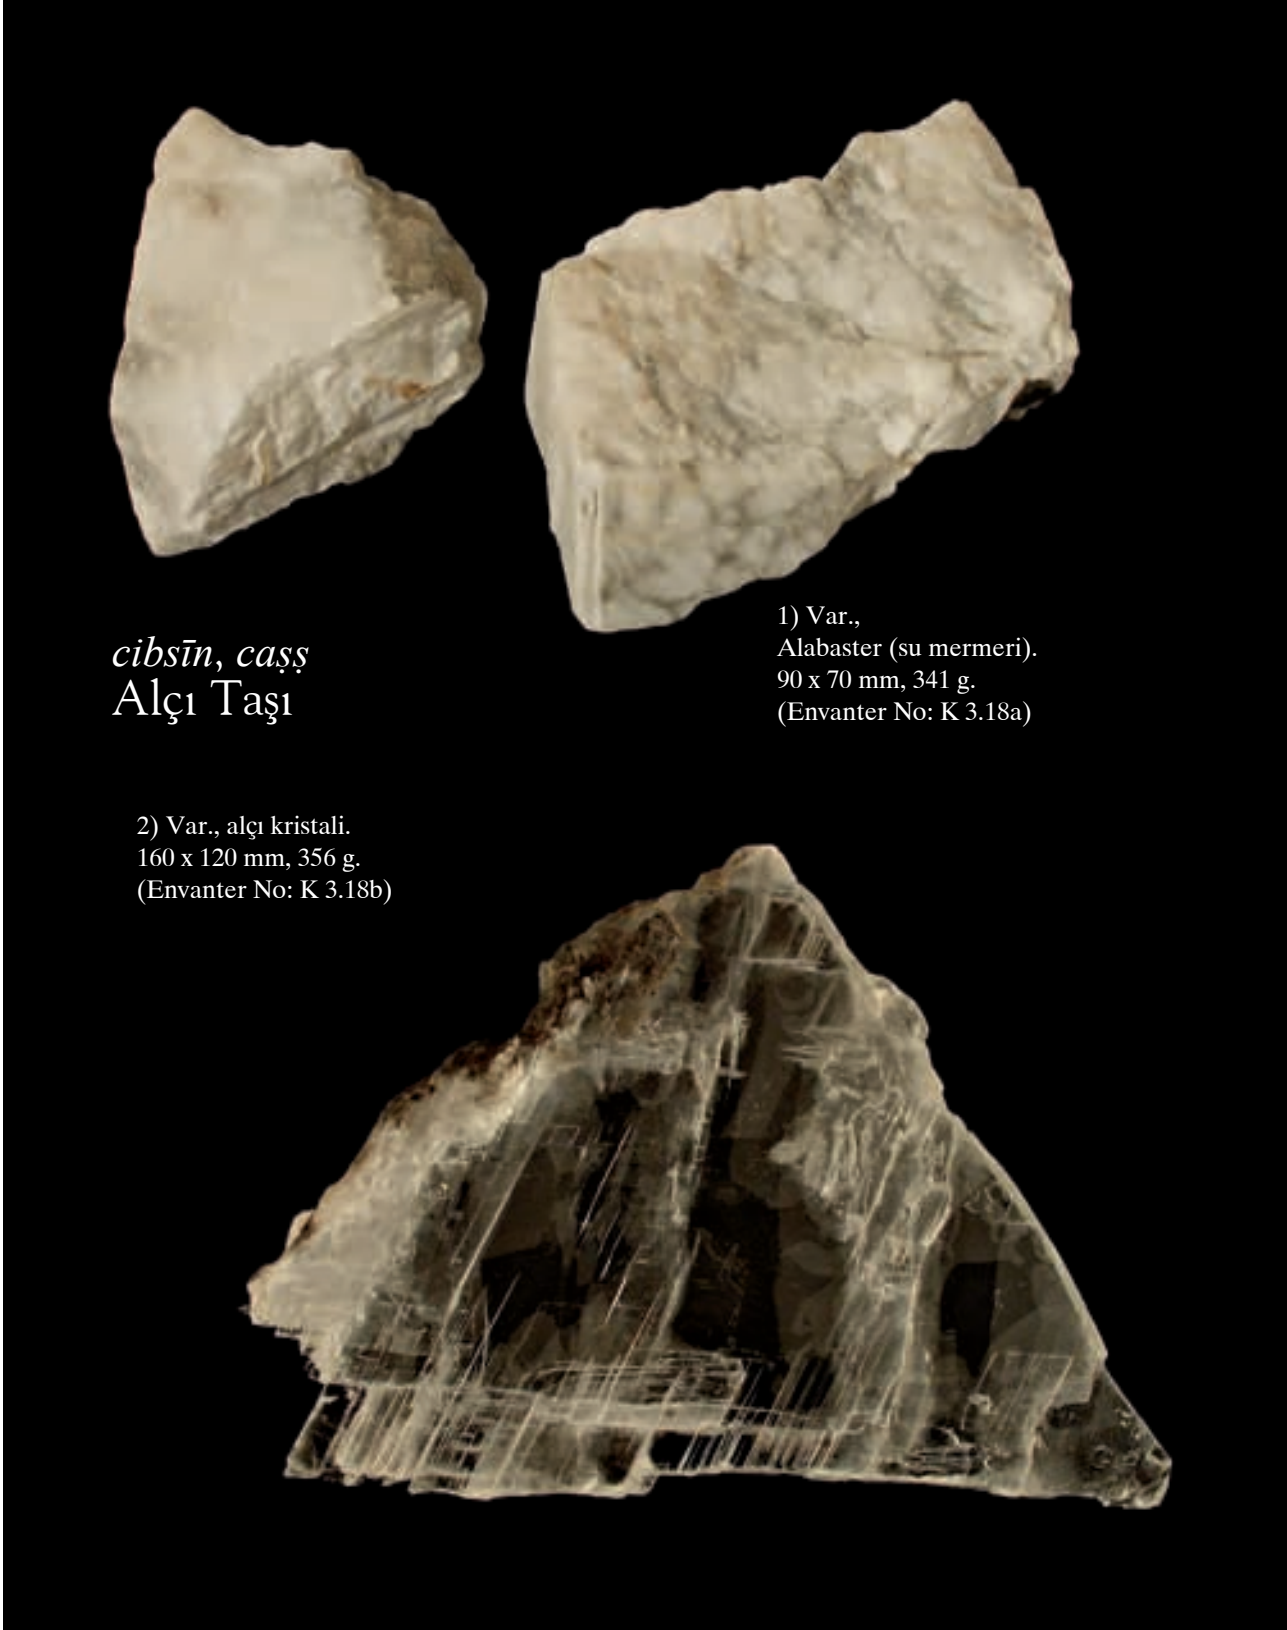 cibsīn, caṣṣ
Alçı Taşı
1) Var.,
Alabaster (su mermeri).
90 x 70 mm, 341 g.
(Envanter No: K 3.18a)
2) Var., alçı kristali.
160 x 120 mm, 356 g.
(Envanter No: K 3.18b)